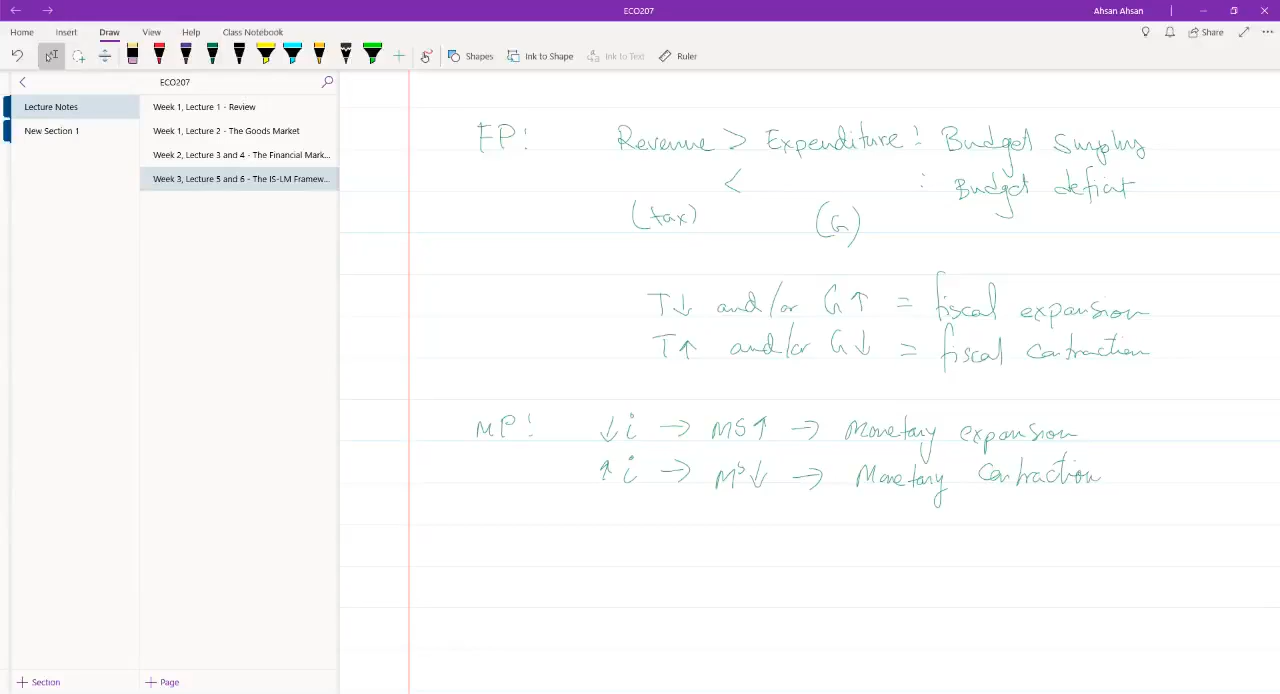 ECO207
Ahsan Ahsan
Home Insert Draw View Help Class Notebook
Share
Shapes Ink to Shape Ink to Text Ruler
ECO207
Lecture Notes
New Section 1
Week 1, Lecture 1 - Review
Week 1, Lecture 2 - The Goods Market
Week 2, Lecture 3 and 4 - The Financial Mark...
Week 3, Lecture 5 and 6 - The IS-LM Framew...
FP: Revenue > Expenditure : Budget Surplus
< : Budget deficit
(tax) (G)
T↓ and/or G↑ = fiscal expansion
T↑ and/or G↓ = fiscal contraction
MP: ↓i → MS↑ → Monetary expansion
↑i → Mˢ↓ → Monetary contraction
+ Section
+ Page